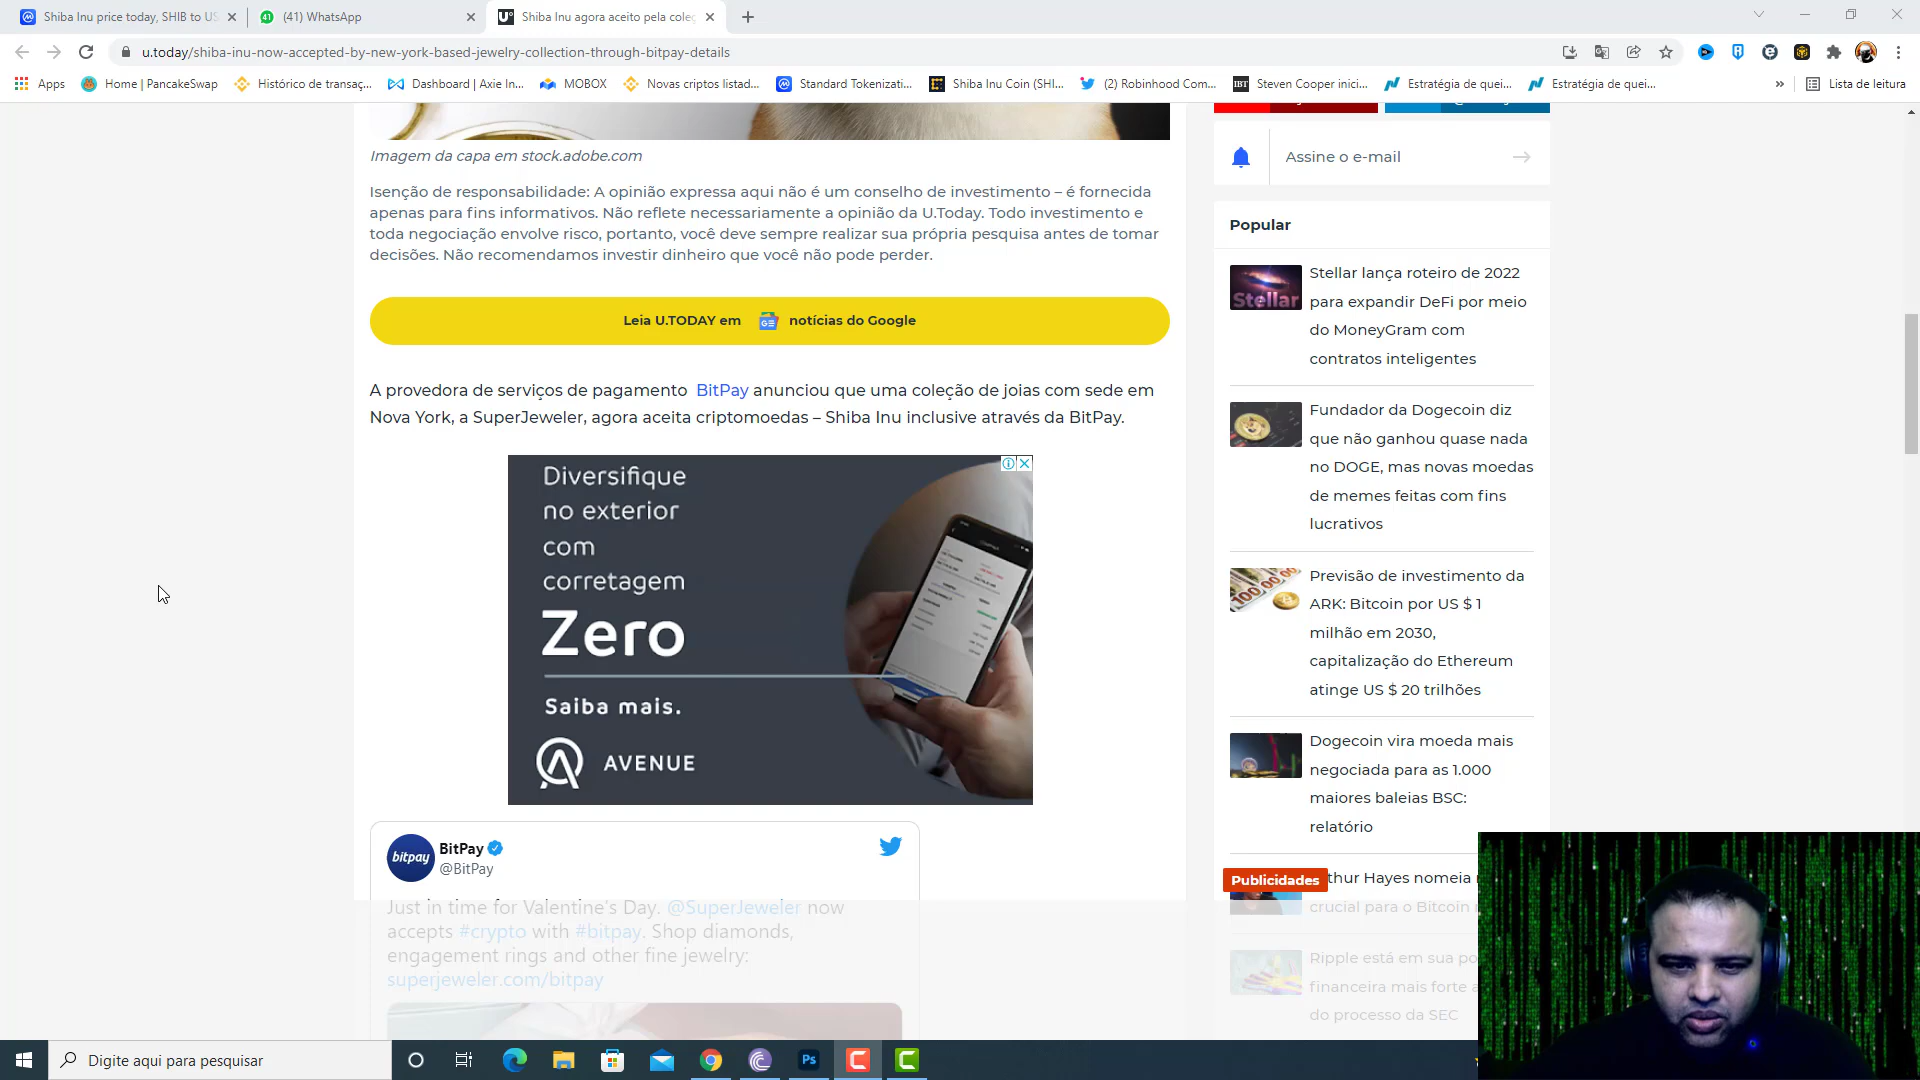 Shiba Inu price today, SHIB to US
(41) WhatsApp
Shiba Inu agora aceito pela cole
u.today/shiba-inu-now-accepted-by-new-york-based-jewelry-collection-through-bitpay-details
Apps
Home | PancakeSwap
Histórico de transaç...
Dashboard | Axie In...
MOBOX
Novas criptos listad...
Standard Tokenizati...
Shiba Inu Coin (SHI...
(2) Robinhood Com...
Steven Cooper inici...
Estratégia de quei...
Estratégia de quei...
»
Lista de leitura
Imagem da capa em stock.adobe.com
Isenção de responsabilidade: A opinião expressa aqui não é um conselho de investimento – é fornecida
apenas para fins informativos. Não reflete necessariamente a opinião da U.Today. Todo investimento e
toda negociação envolve risco, portanto, você deve sempre realizar sua própria pesquisa antes de tomar
decisões. Não recomendamos investir dinheiro que você não pode perder.
Leia U.TODAY em notícias do Google
A provedora de serviços de pagamento BitPay anunciou que uma coleção de joias com sede em
Nova York, a SuperJeweler, agora aceita criptomoedas – Shiba Inu inclusive através da BitPay.
Diversifique
no exterior
com
corretagem
Zero
Saiba mais.
AVENUE
bitpay
BitPay
@BitPay
Just in time for Valentine's Day. @SuperJeweler now
accepts #crypto with #bitpay. Shop diamonds,
engagement rings and other fine jewelry:
superjeweler.com/bitpay
Assine o e-mail
Popular
Stellar
Stellar lança roteiro de 2022
para expandir DeFi por meio
do MoneyGram com
contratos inteligentes
Fundador da Dogecoin diz
que não ganhou quase nada
no DOGE, mas novas moedas
de memes feitas com fins
lucrativos
Previsão de investimento da
ARK: Bitcoin por US $ 1
milhão em 2030,
capitalização do Ethereum
atinge US $ 20 trilhões
Dogecoin vira moeda mais
negociada para as 1.000
maiores baleias BSC:
relatório
Publicidades
thur Hayes nomeia
crucial para o Bitcoin
Ripple está em sua po
financeira mais forte a
do processo da SEC
Digite aqui para pesquisar
Ps